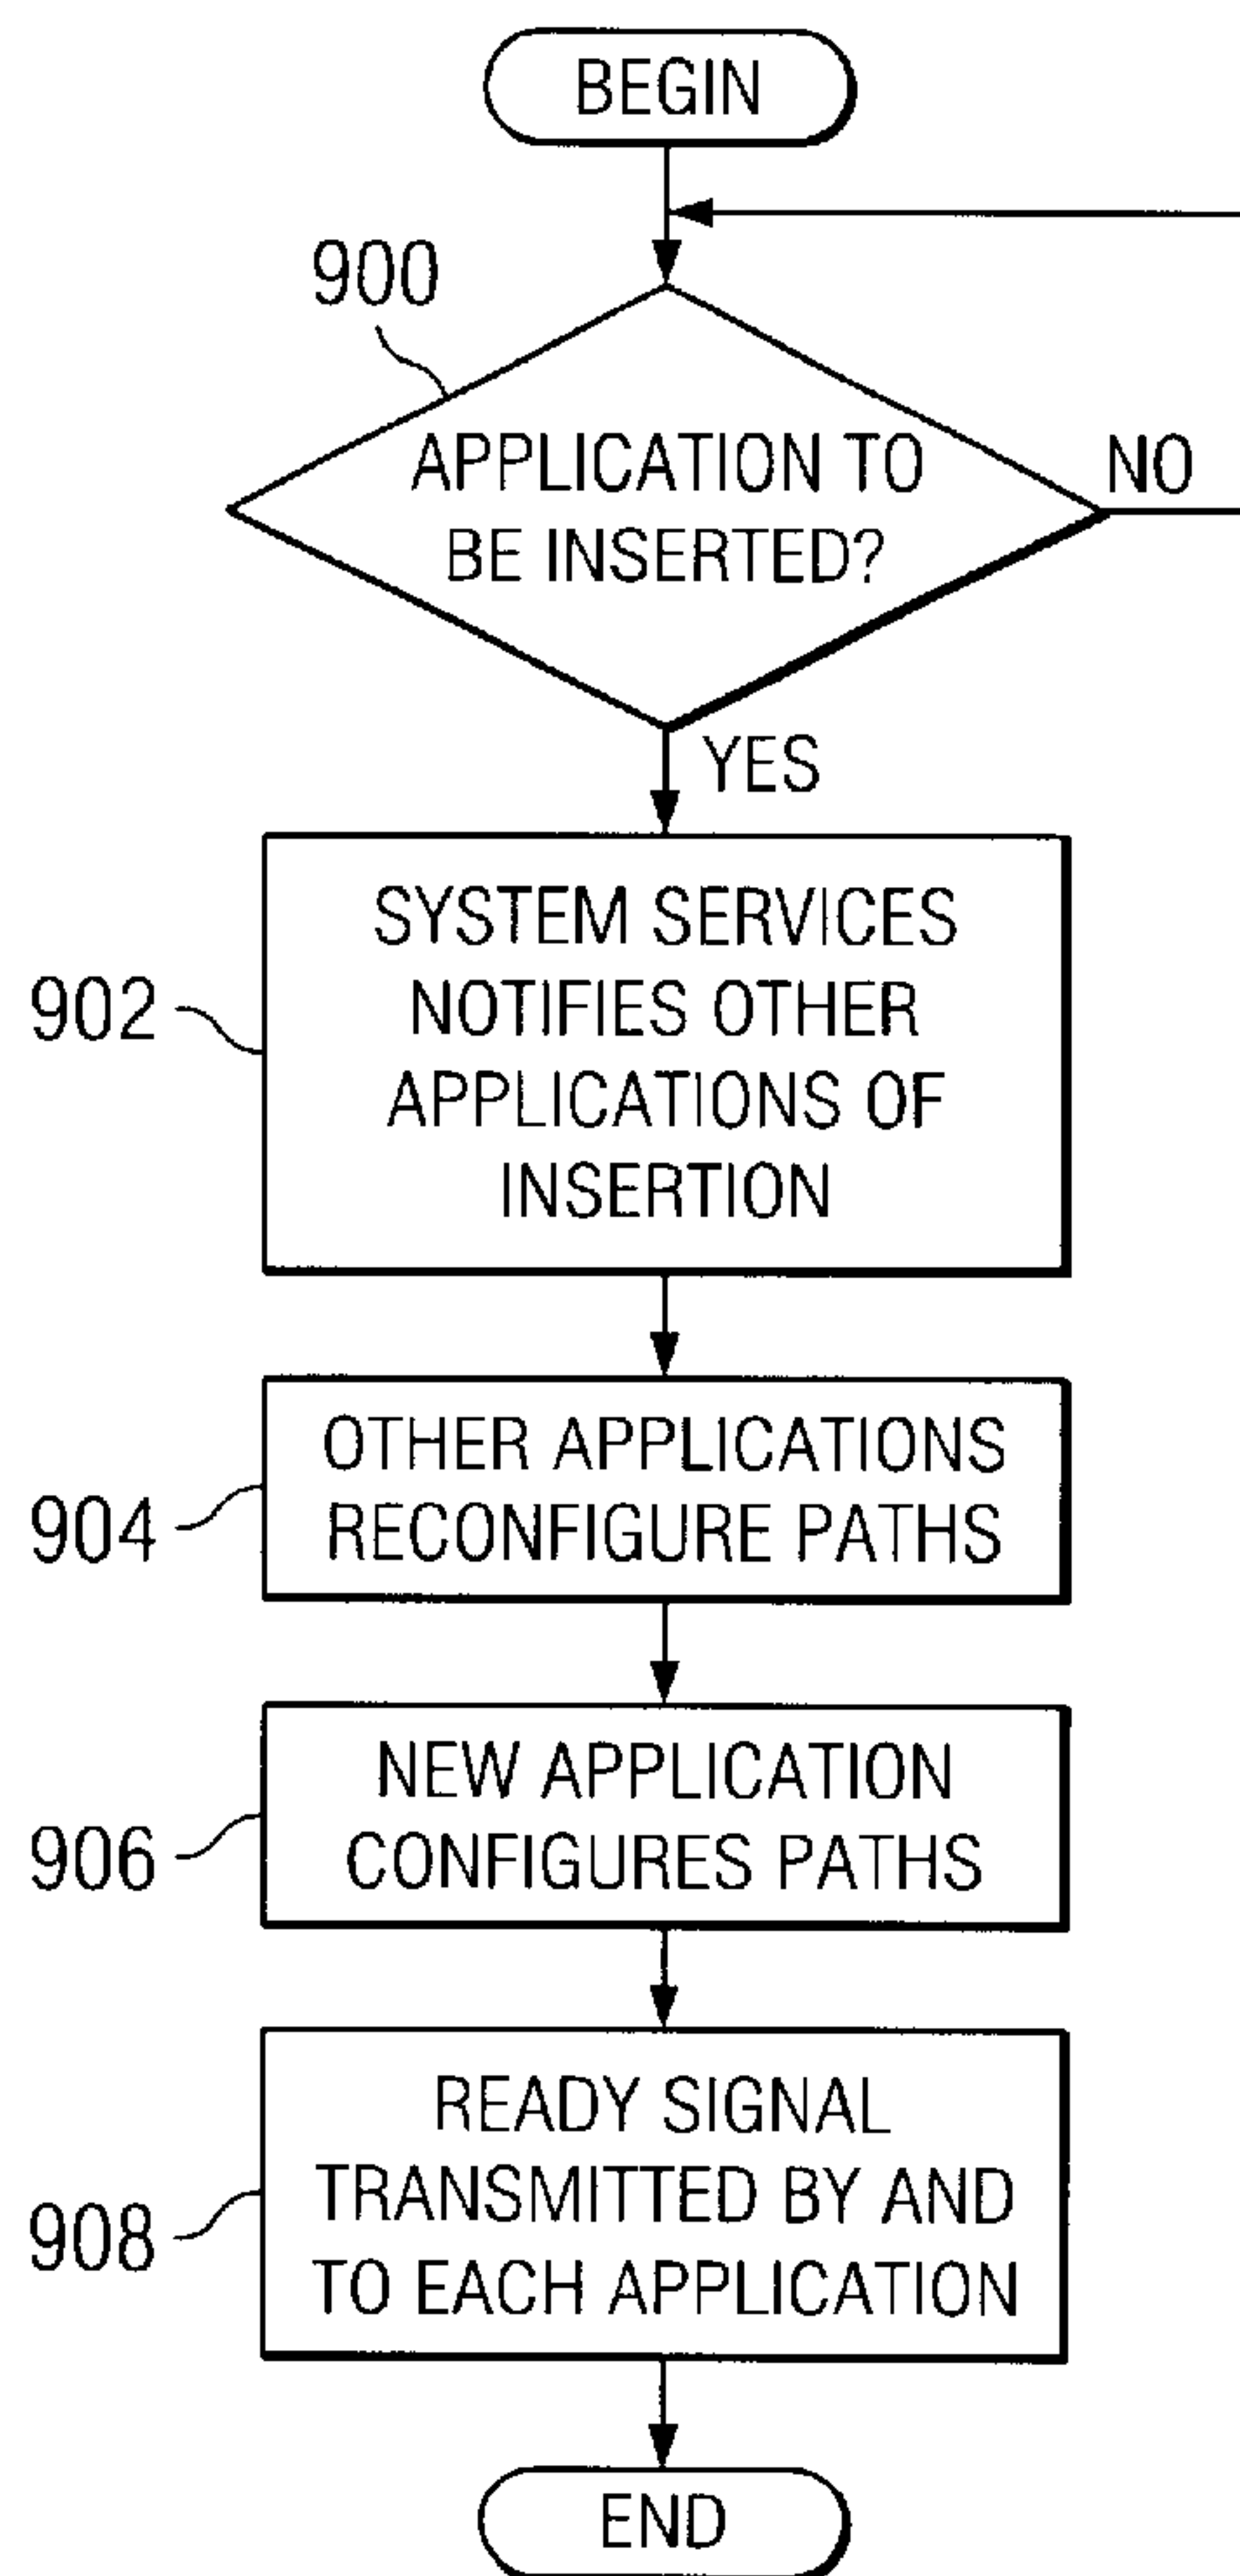 BEGIN
900
APPLICATION TO
BE INSERTED?
NO
YES
902
SYSTEM SERVICES
NOTIFIES OTHER
APPLICATIONS OF
INSERTION
904
OTHER APPLICATIONS
RECONFIGURE PATHS
906
NEW APPLICATION
CONFIGURES PATHS
908
READY SIGNAL
TRANSMITTED BY AND
TO EACH APPLICATION
END